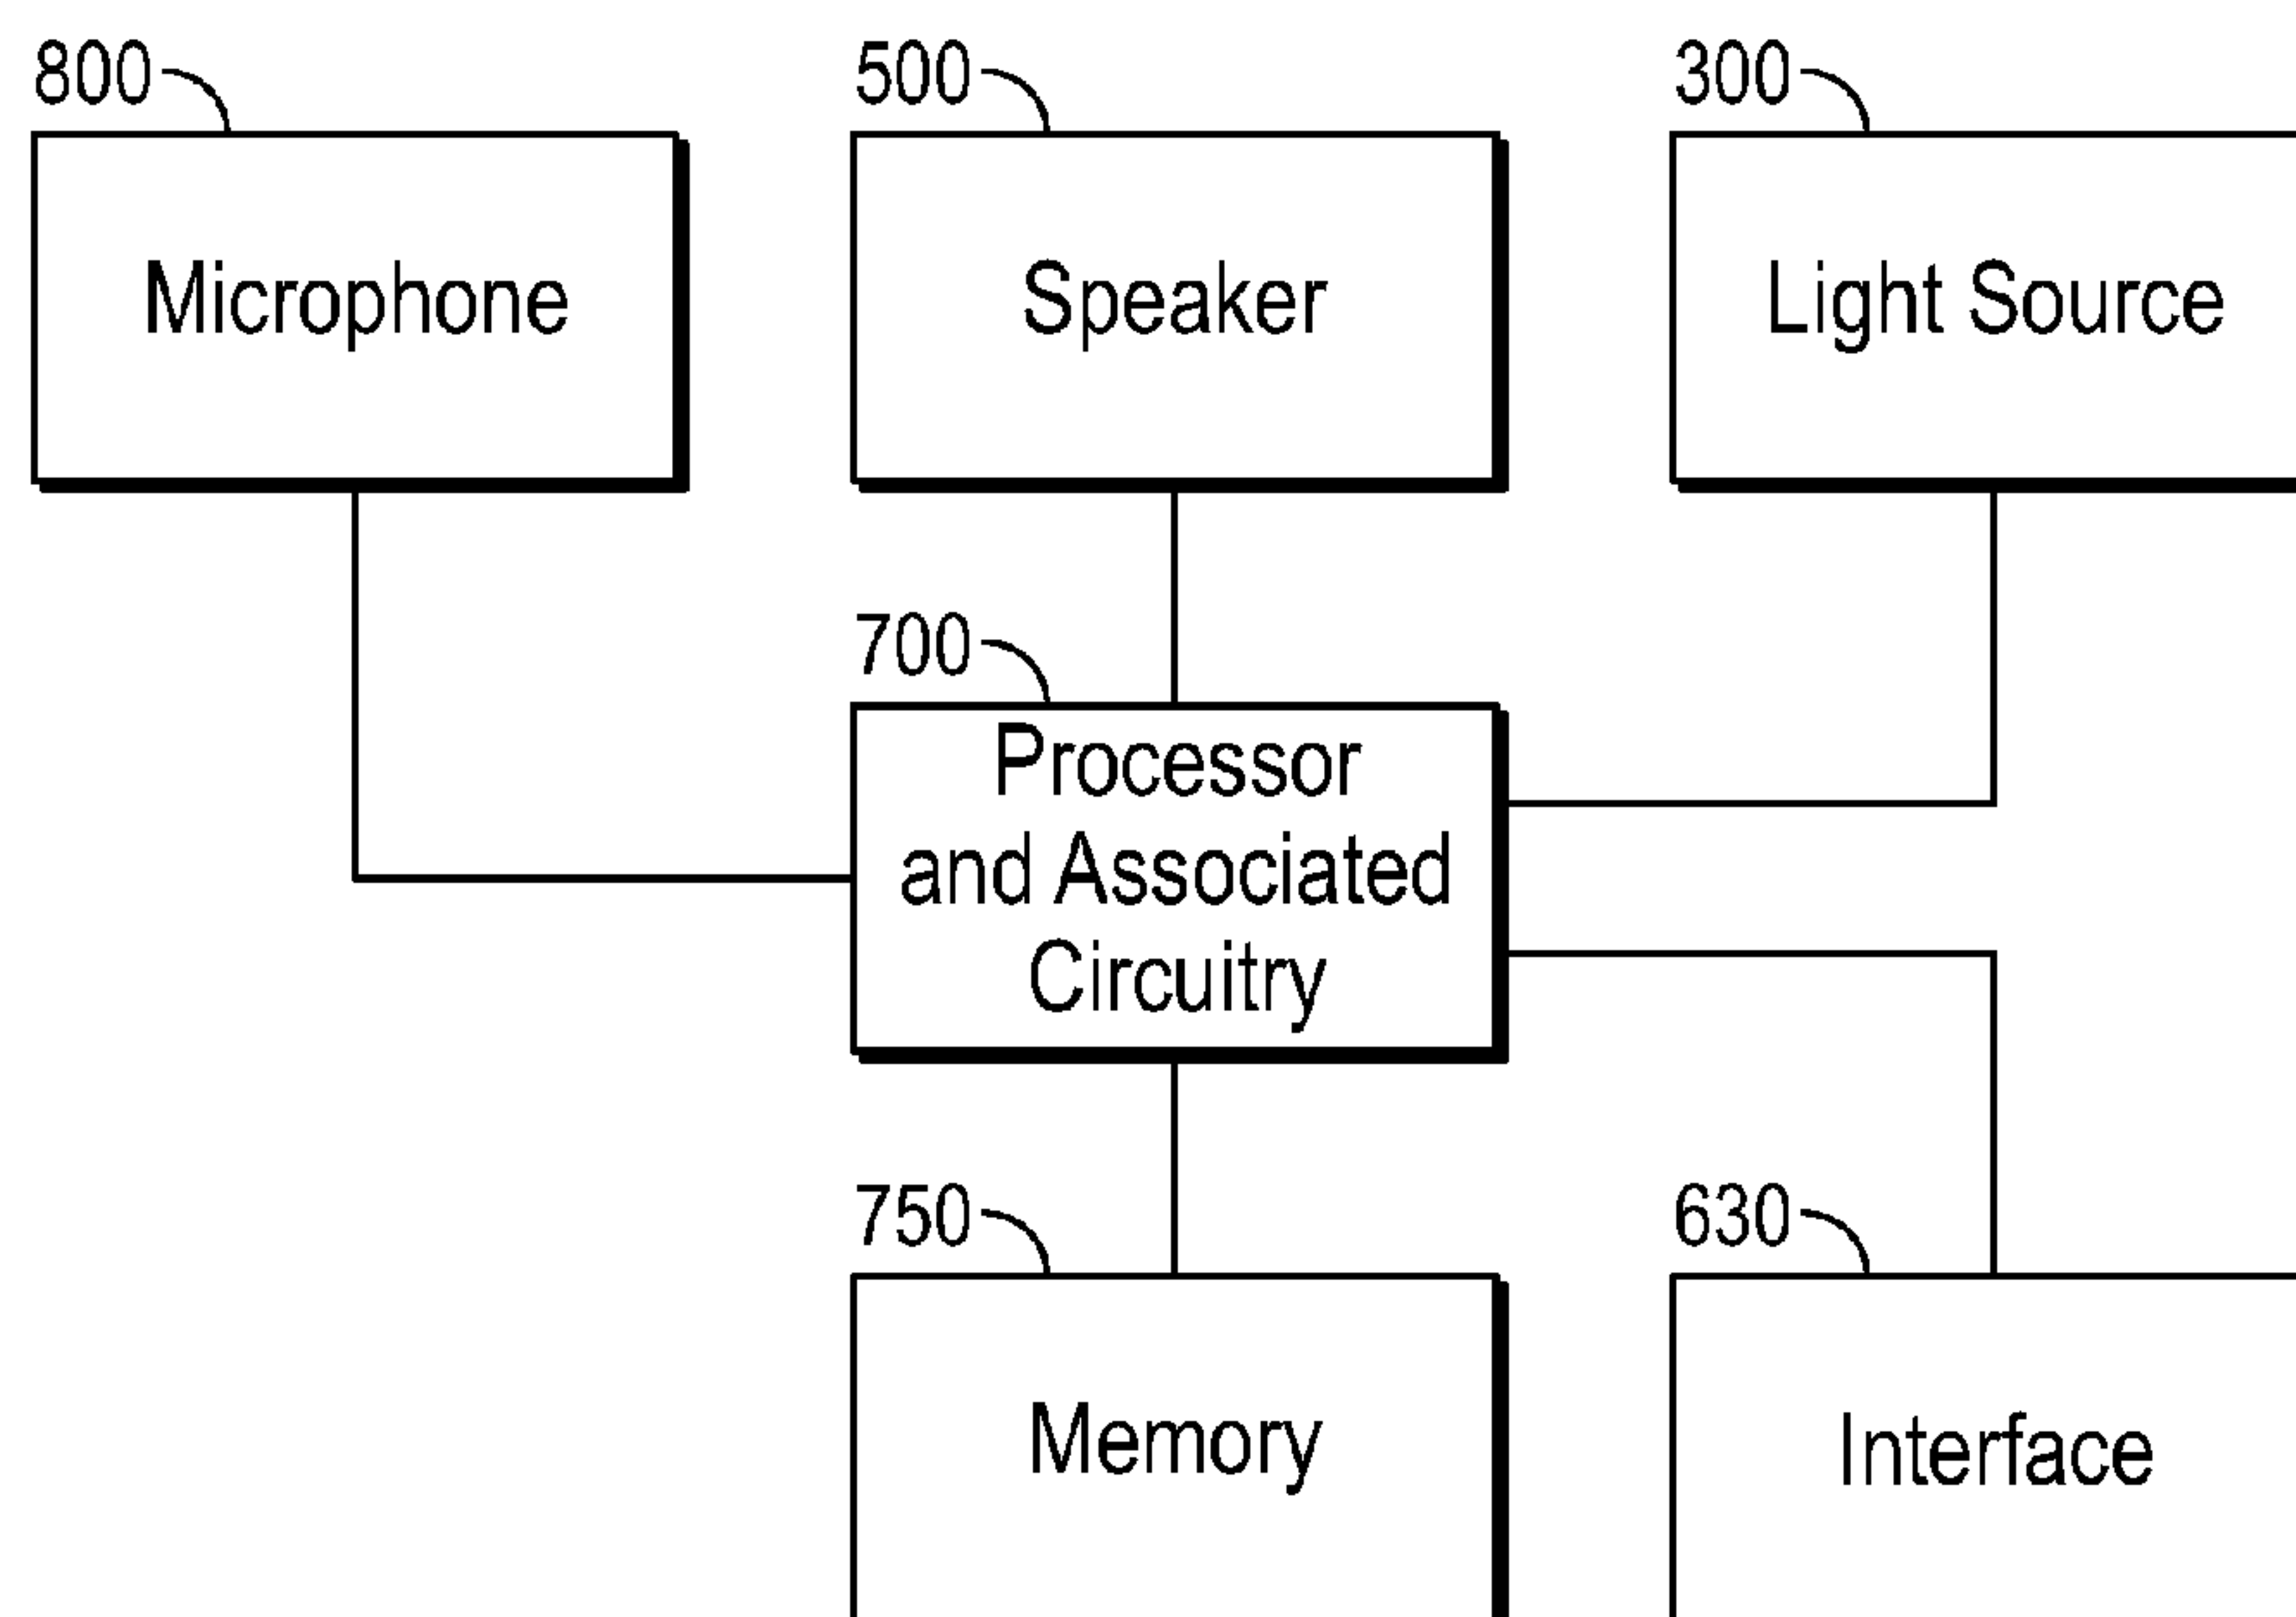 800
500
300
Microphone
Speaker
Light Source
700
Processor
and Associated
Circuitry
750
630
Memory
Interface